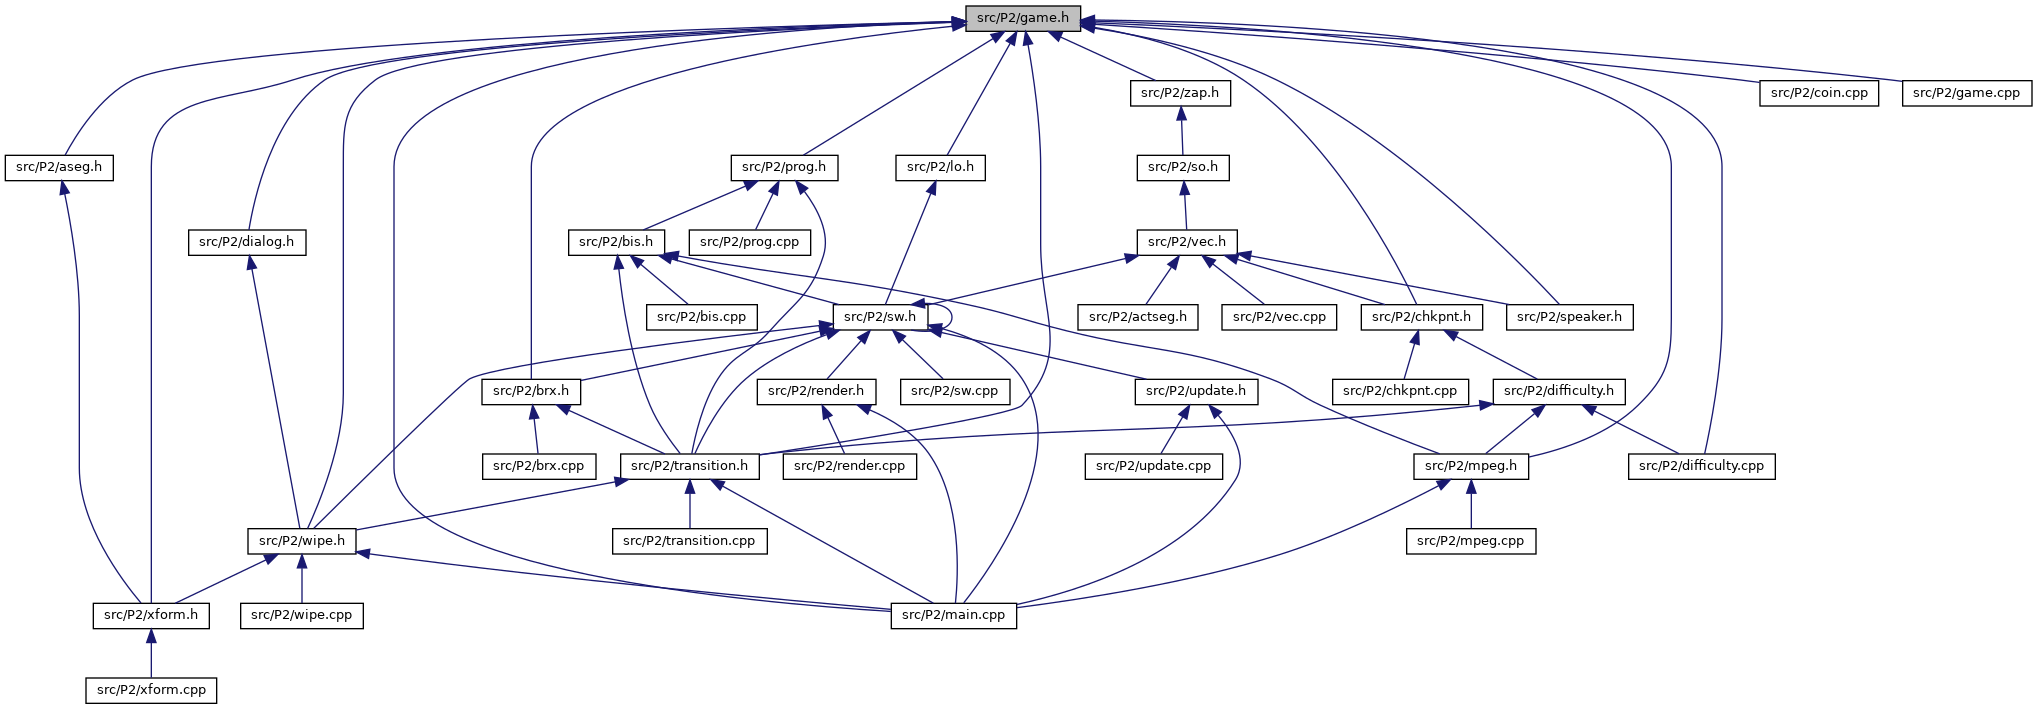 src/P2/game.h
src/P2/zap.h
src/P2/coin.cpp
src/P2/game.cpp
src/P2/aseg.h
src/P2/prog.h
src/P2/lo.h
src/P2/so.h
src/P2/dialog.h
src/P2/bis.h
src/P2/prog.cpp
src/P2/vec.h
src/P2/bis.cpp
src/P2/sw.h
src/P2/actseg.h
src/P2/vec.cpp
src/P2/chkpnt.h
src/P2/speaker.h
src/P2/brx.h
src/P2/render.h
src/P2/sw.cpp
src/P2/update.h
src/P2/chkpnt.cpp
src/P2/difficulty.h
src/P2/brx.cpp
src/P2/transition.h
src/P2/render.cpp
src/P2/update.cpp
src/P2/mpeg.h
src/P2/difficulty.cpp
src/P2/wipe.h
src/P2/transition.cpp
src/P2/mpeg.cpp
src/P2/xform.h
src/P2/wipe.cpp
src/P2/main.cpp
src/P2/xform.cpp